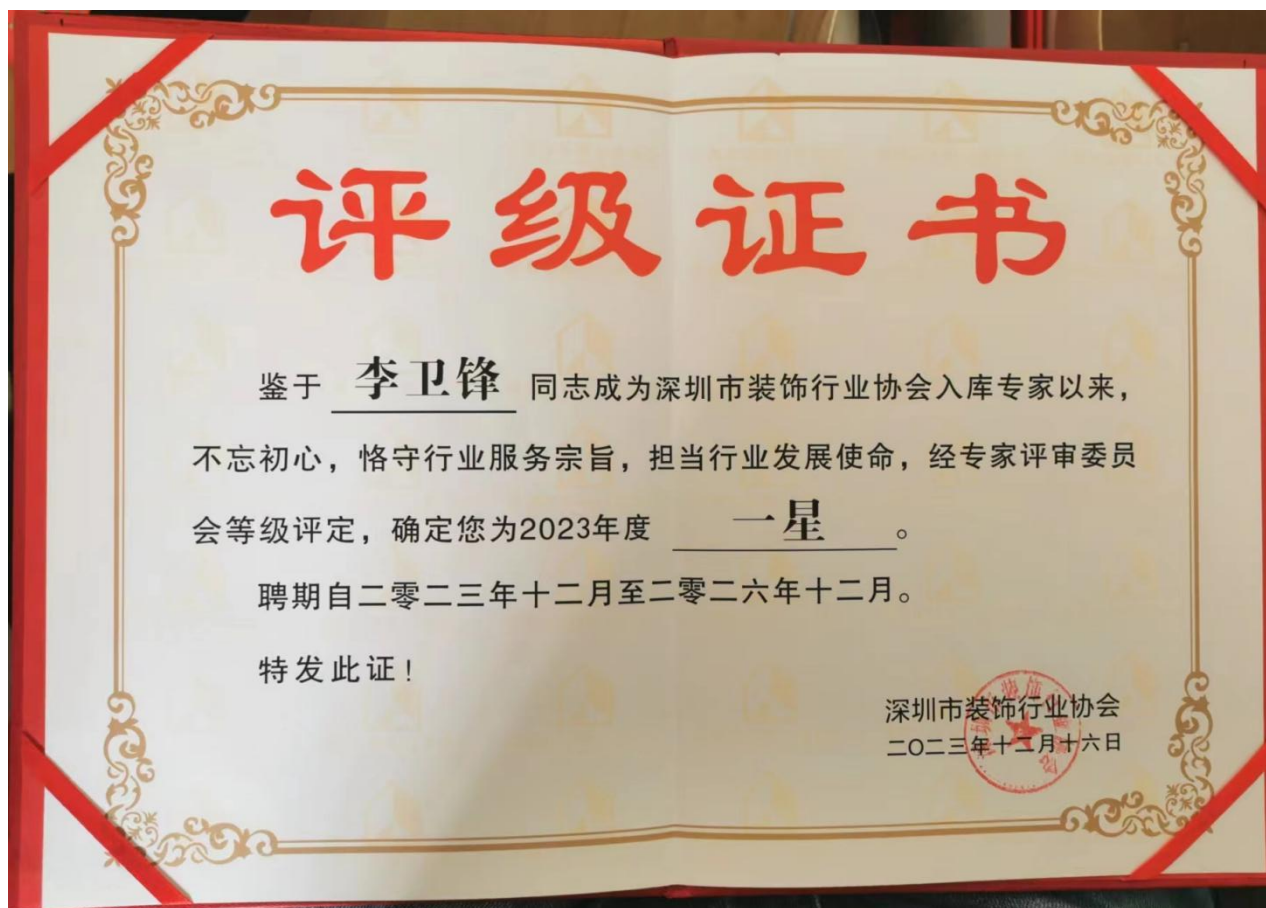 评级证书
鉴于 李卫锋 同志成为深圳市装饰行业协会入库专家以来，
不忘初心，恪守行业服务宗旨，担当行业发展使命，经专家评审委员
会等级评定，确定您为2023年度 一星 。
聘期自二零二三年十二月至二零二六年十二月。
特发此证！
深圳市装饰行业协会
二〇二三年十二月十六日